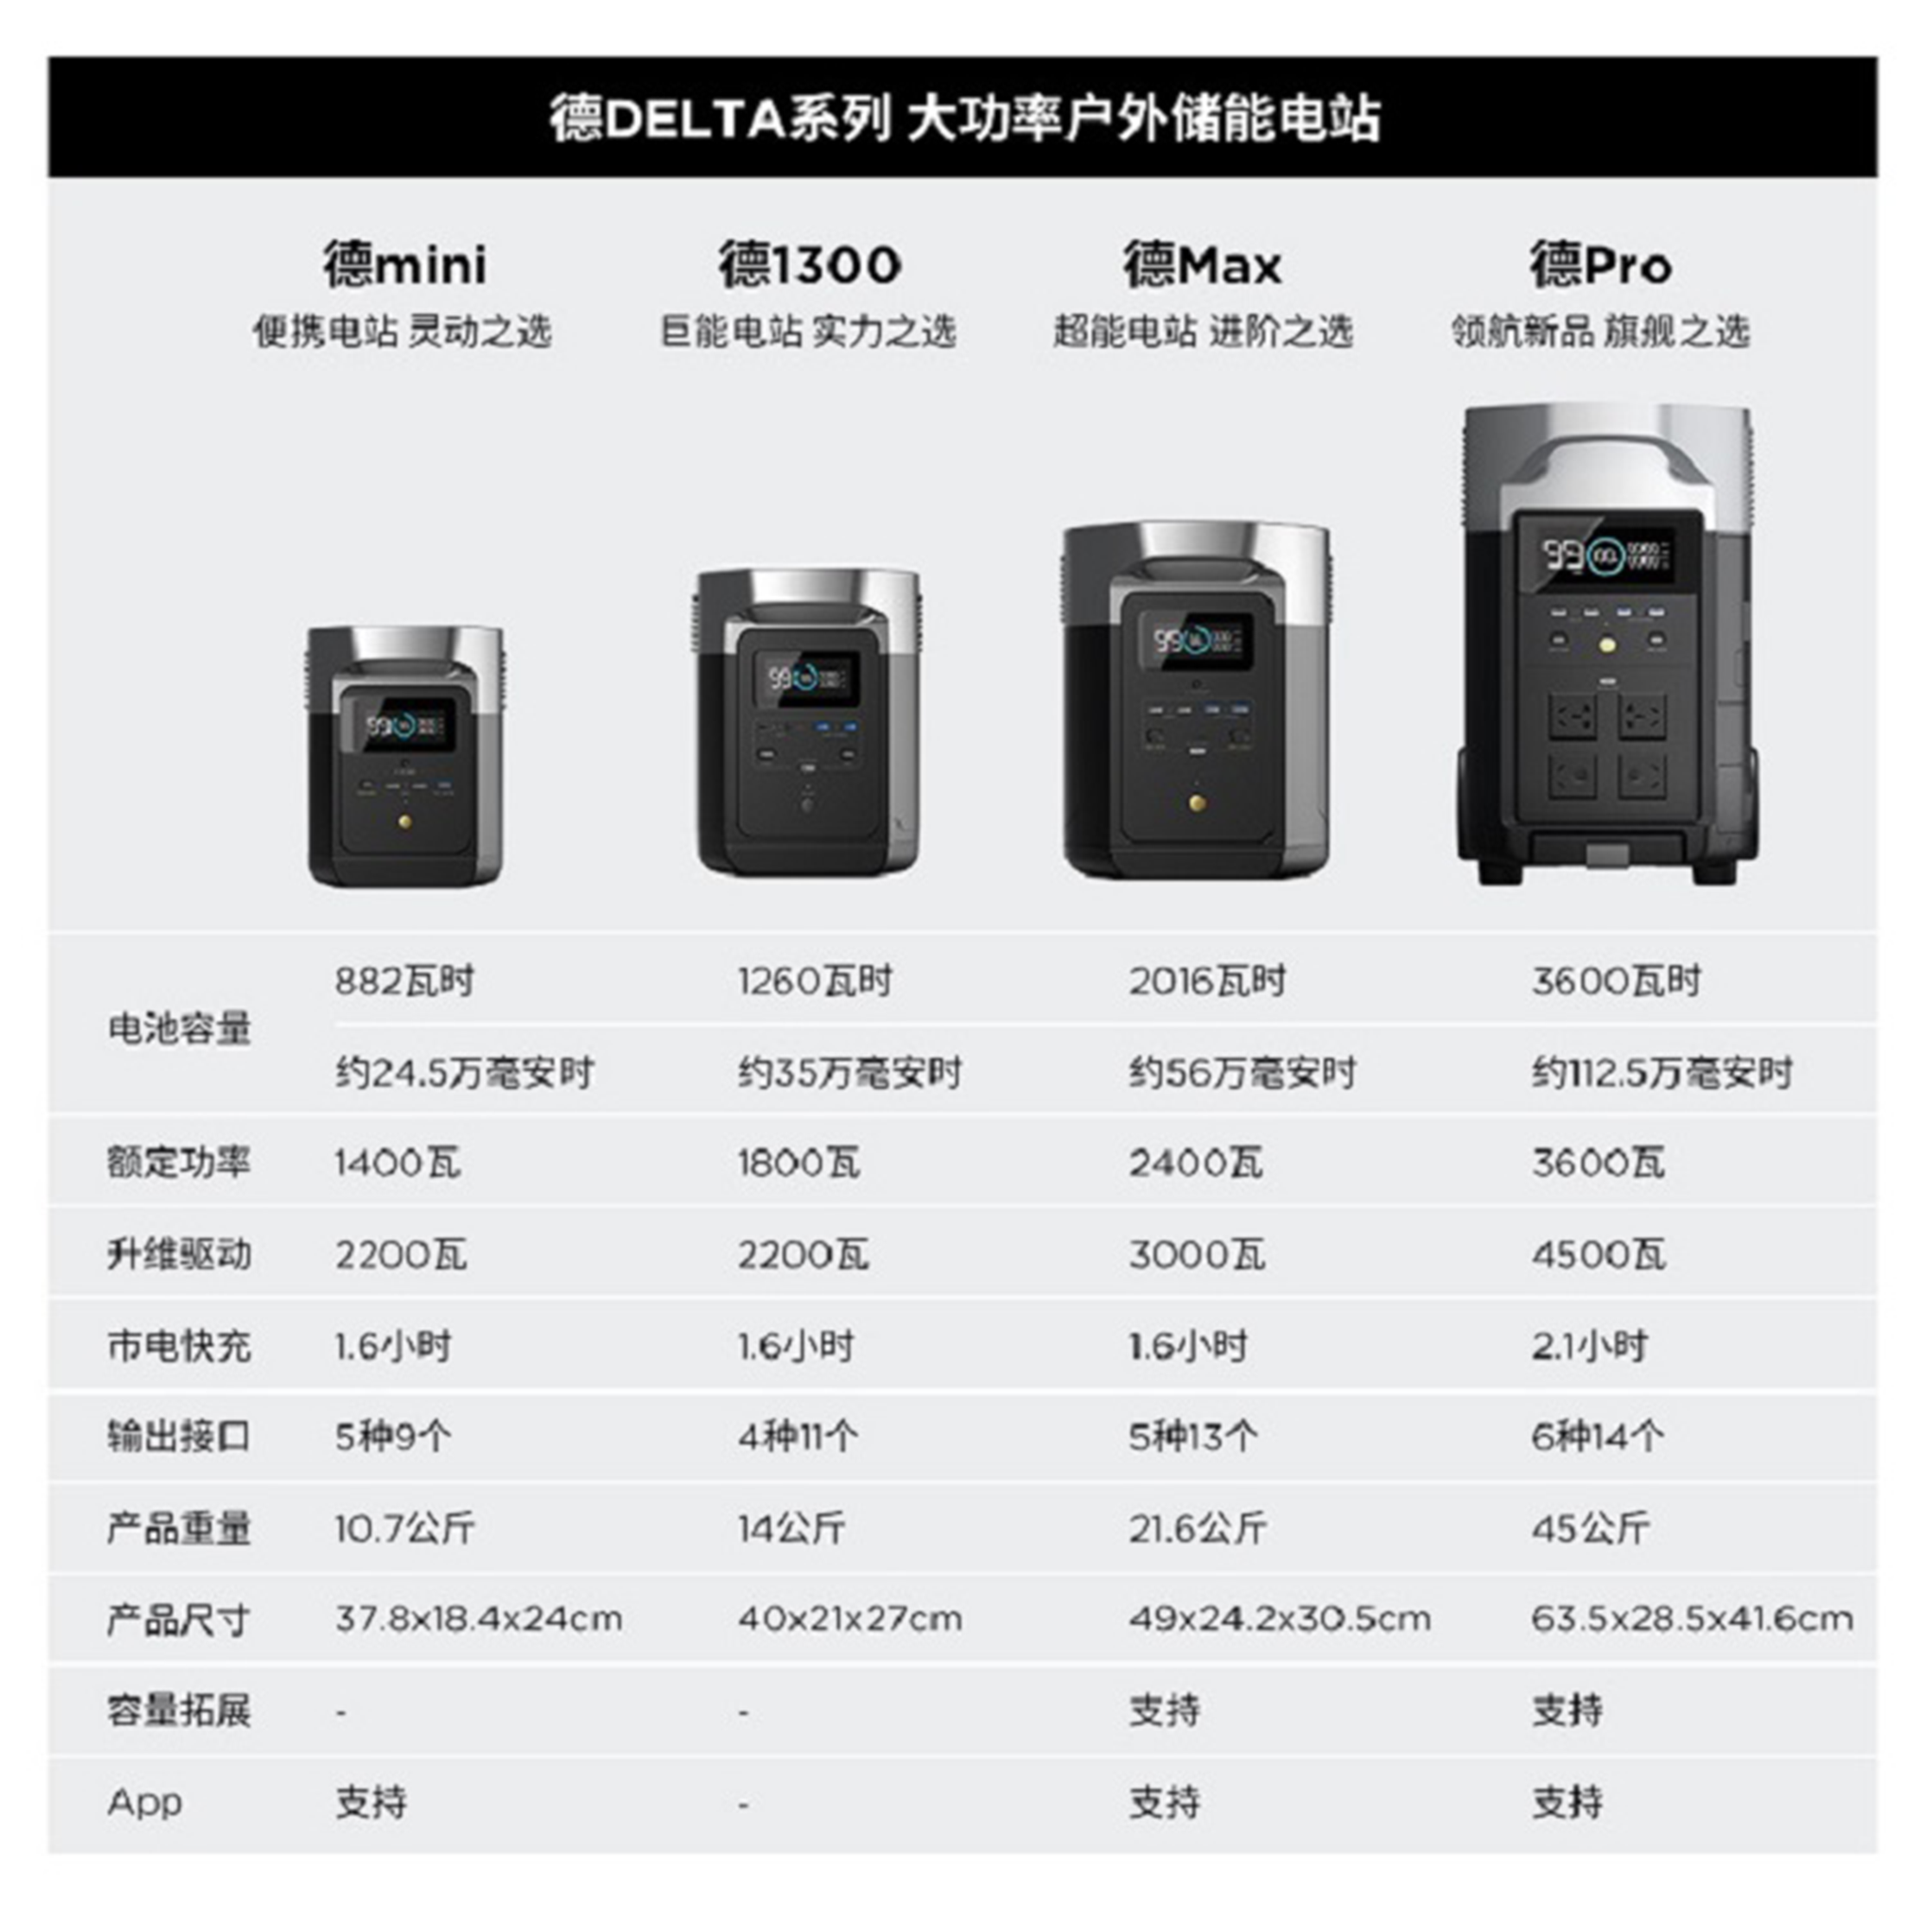 德DELTA系列 大功率户外储能电站
德mini 德1300 德Max 德Pro
便携电站 灵动之选 巨能电站 实力之选 超能电站 进阶之选 领航新品 旗舰之选
电池容量 882瓦时 1260瓦时 2016瓦时 3600瓦时
约24.5万毫安时 约35万毫安时 约56万毫安时 约112.5万毫安时
额定功率 1400瓦 1800瓦 2400瓦 3600瓦
升维驱动 2200瓦 2200瓦 3000瓦 4500瓦
市电快充 1.6小时 1.6小时 1.6小时 2.1小时
输出接口 5种9个 4种11个 5种13个 6种14个
产品重量 10.7公斤 14公斤 21.6公斤 45公斤
产品尺寸 37.8x18.4x24cm 40x21x27cm 49x24.2x30.5cm 63.5x28.5x41.6cm
容量拓展 - - 支持 支持
App 支持 - 支持 支持